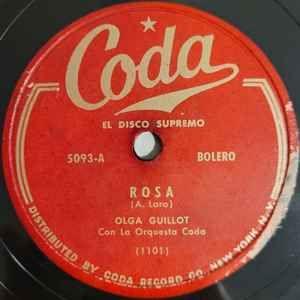 Coda
EL DISCO SUPREMO
5093-A
BOLERO
ROSA
(A. Lara)
OLGA GUILLOT
Con La Orquesta Coda
(1101)
DISTRIBUTED BY CODA RECORD CO. NEW YORK, N.Y.